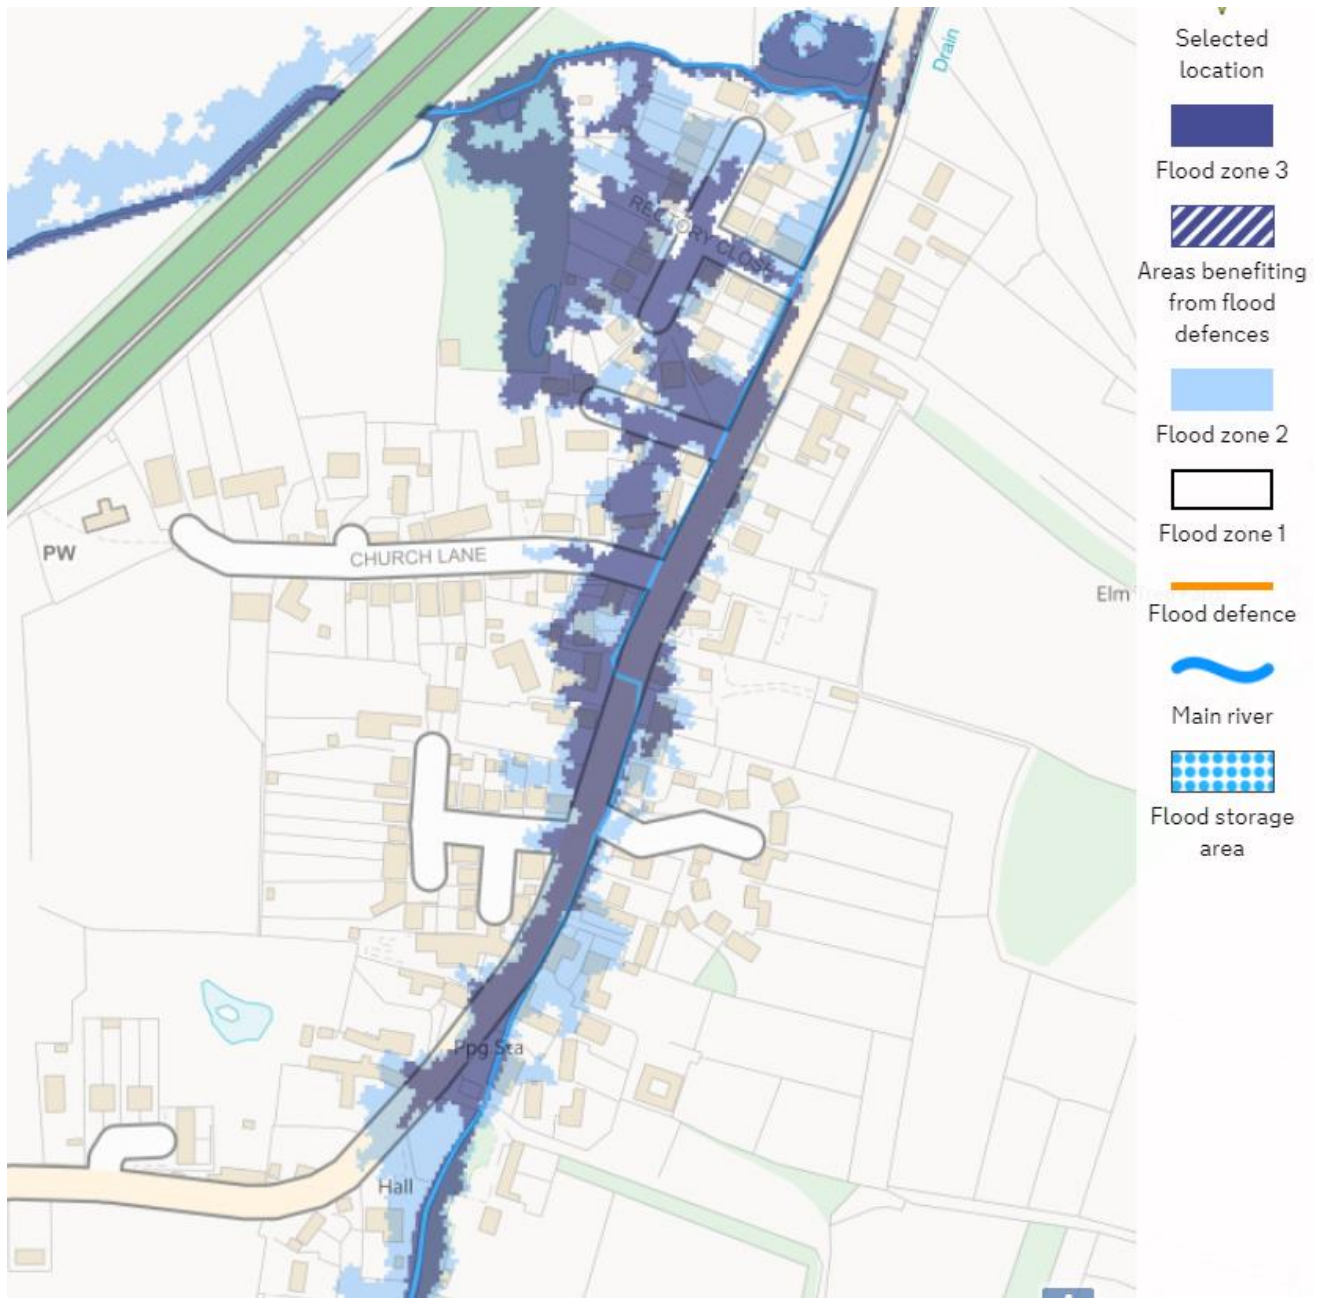 Drain
RECTORY CLOSE
PW
CHURCH LANE
Elm
Ppg Sta
Hall
Selected
location
Flood zone 3
Areas benefiting
from flood
defences
Flood zone 2
Flood zone 1
Flood defence
Main river
Flood storage
area